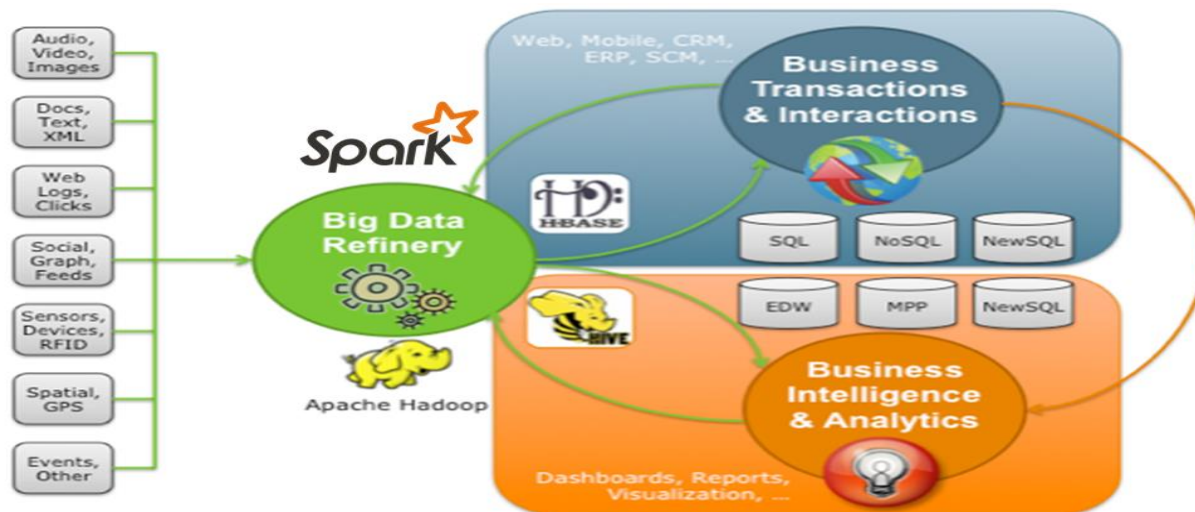 Audio,
Video,
Images
Docs,
Text,
XML
Web
Logs,
Clicks
Social,
Graph,
Feeds
Sensors,
Devices,
RFID
Spatial,
GPS
Events,
Other
Spark
Big Data
Refinery
Apache Hadoop
Web, Mobile, CRM,
ERP, SCM, ...
Business
Transactions
& Interactions
H-BASE
SQL
NoSQL
NewSQL
EDW
MPP
NewSQL
HIVE
Business
Intelligence
& Analytics
Dashboards, Reports,
Visualization, ...